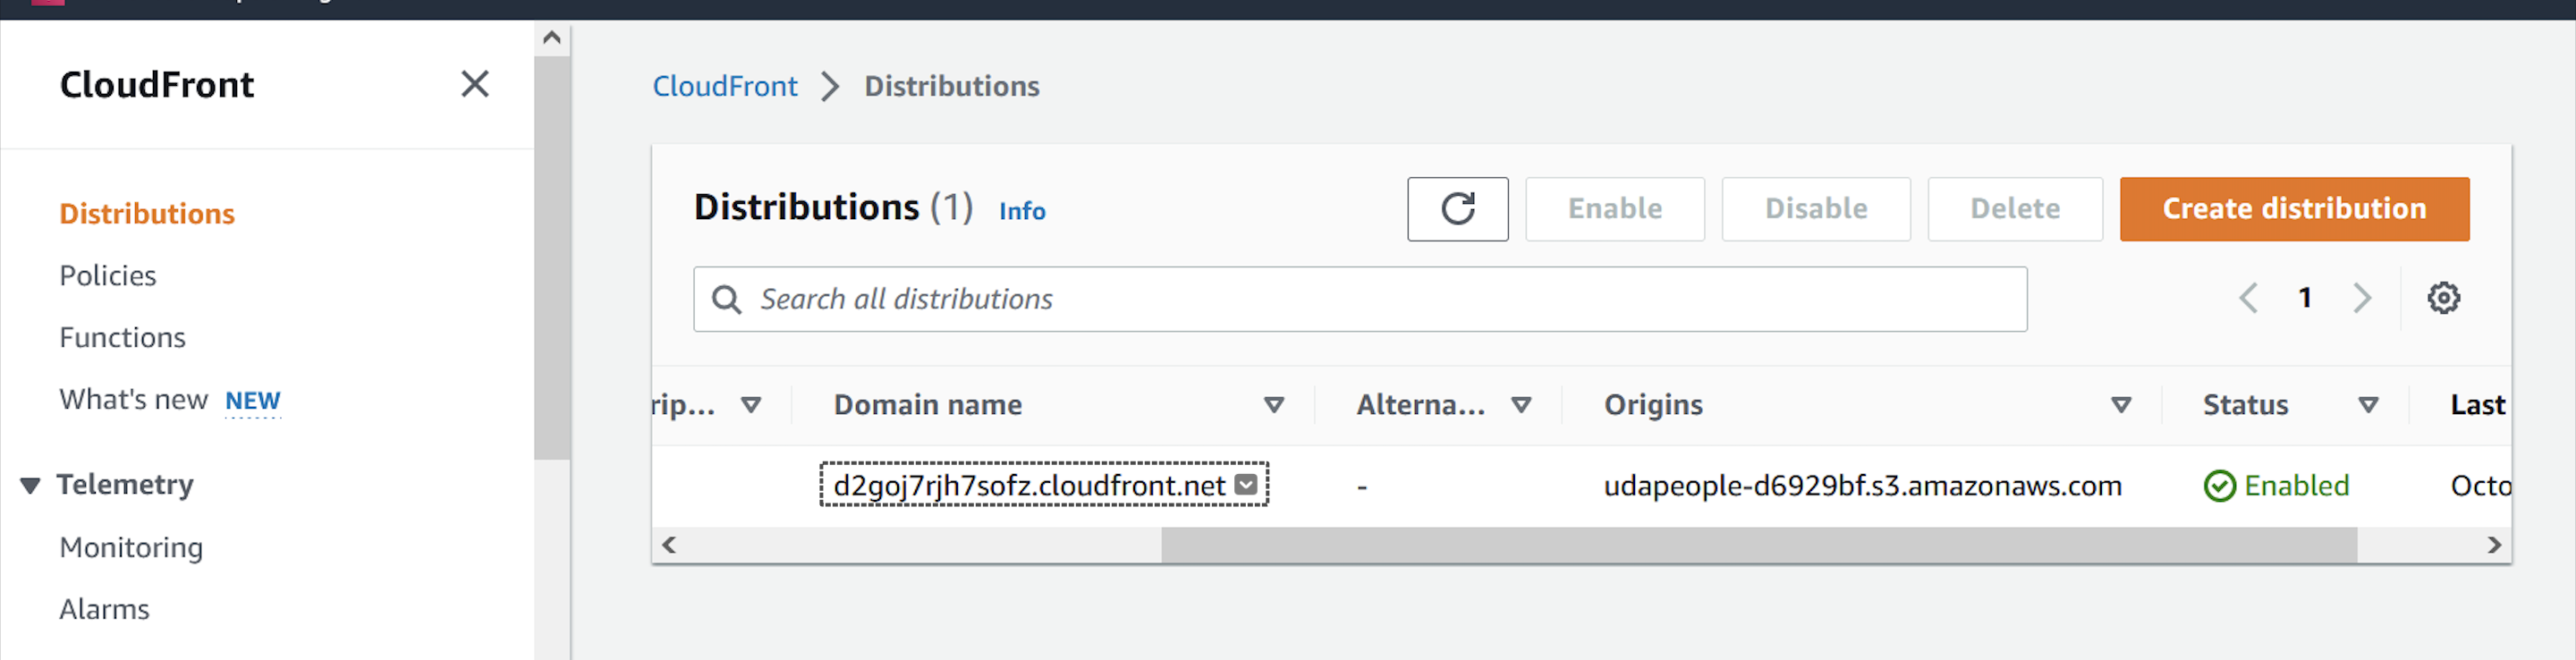 CloudFront
Distributions
Policies
Functions
What's new NEW
Telemetry
Monitoring
Alarms
CloudFront Distributions
Distributions (1) Info
Enable Disable Delete Create distribution
Search all distributions
1
rip... Domain name Alterna... Origins Status Last
d2goj7rjh7sofz.cloudfront.net - udapeople-d6929bf.s3.amazonaws.com Enabled Octo